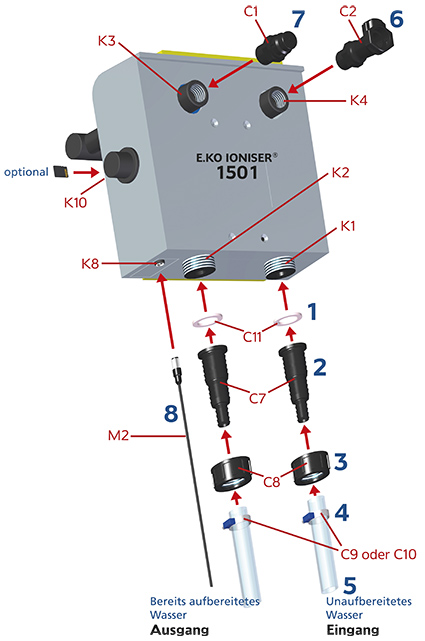 C1
7
C2
6
K3
K4
E.KO IONISER®
1501
optional
K10
K2
K1
K8
C11
1
C7
2
8
M2
C8
3
4
C9 oder C10
5
Bereits aufbereitetes
Wasser
Ausgang
Unaufbereitetes
Wasser
Eingang